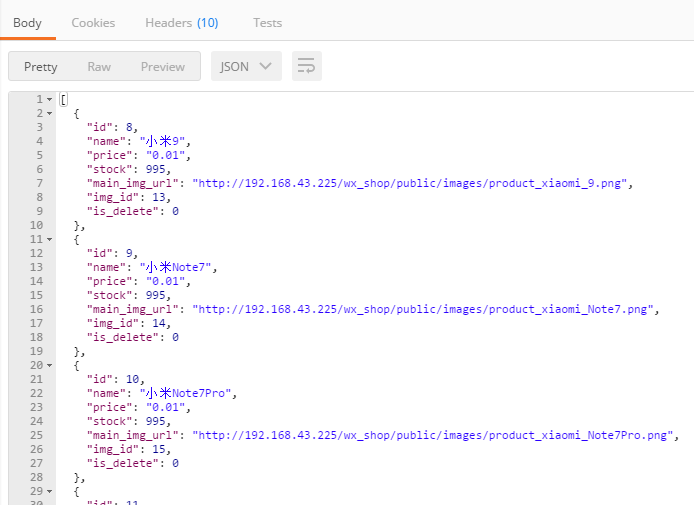 Body Cookies Headers (10) Tests
Pretty Raw Preview JSON
1 [
2 {
3 "id": 8,
4 "name": "小米9",
5 "price": "0.01",
6 "stock": 995,
7 "main_img_url": "http://192.168.43.225/wx_shop/public/images/product_xiaomi_9.png",
8 "img_id": 13,
9 "is_delete": 0
10 },
11 {
12 "id": 9,
13 "name": "小米Note7",
14 "price": "0.01",
15 "stock": 995,
16 "main_img_url": "http://192.168.43.225/wx_shop/public/images/product_xiaomi_Note7.png",
17 "img_id": 14,
18 "is_delete": 0
19 },
20 {
21 "id": 10,
22 "name": "小米Note7Pro",
23 "price": "0.01",
24 "stock": 995,
25 "main_img_url": "http://192.168.43.225/wx_shop/public/images/product_xiaomi_Note7Pro.png",
26 "img_id": 15,
27 "is_delete": 0
28 },
29 {
30 "id": 11,